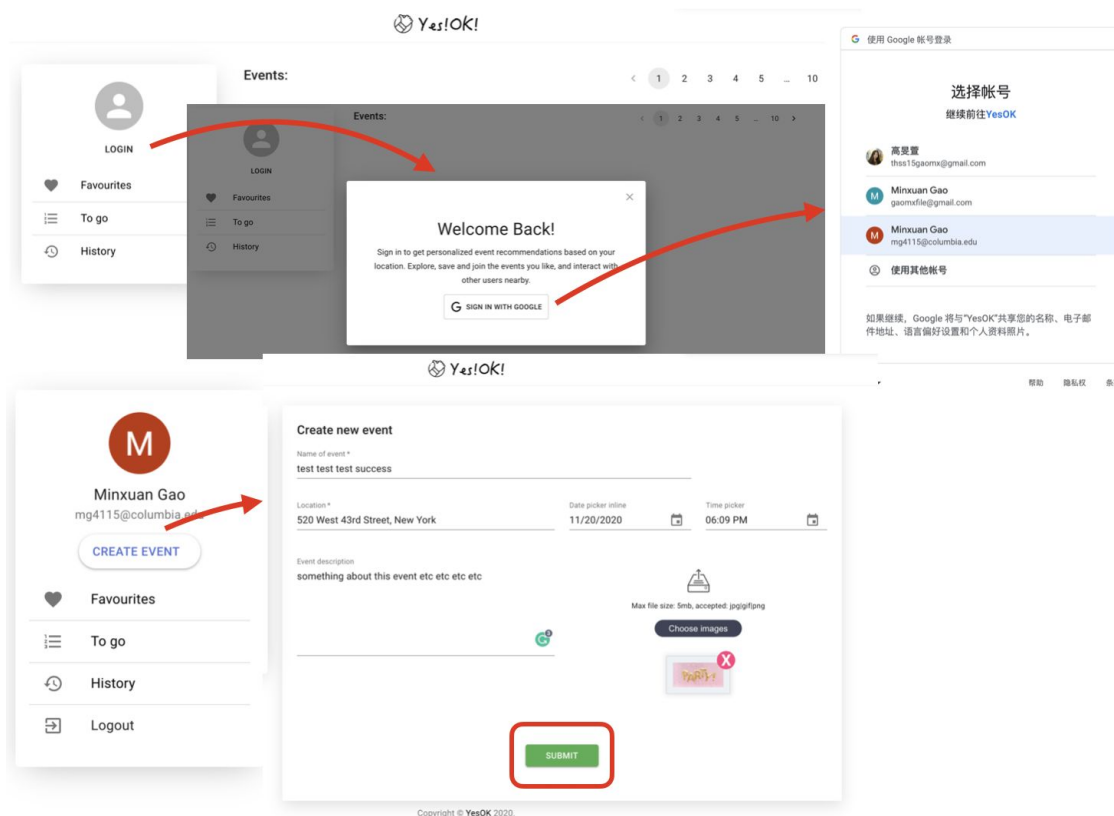 Yes!OK!
Events:
1 2 3 4 5 … 10
LOGIN
Favourites
To go
History
Events:
1 2 3 4 5 … 10
LOGIN
Favourites
To go
History
Welcome Back!
Sign in to get personalized event recommendations based on your
location. Explore, save and join the events you like, and interact with
other users nearby.
G SIGN IN WITH GOOGLE
G 使用 Google 帐号登录
选择帐号
继续前往YesOK
高旻萱
thss15gaomx@gmail.com
M Minxuan Gao
gaomxfile@gmail.com
M Minxuan Gao
mg4115@columbia.edu
使用其他帐号
如果继续，Google 将与“YesOK”共享您的名称、电子邮
件地址、语言偏好设置和个人资料照片。
帮助 隐私权 条
M
Minxuan Gao
mg4115@columbia.edu
CREATE EVENT
Favourites
To go
History
Logout
Yes!OK!
Create new event
Name of event *
test test test success
Location *
520 West 43rd Street, New York
Date picker inline
11/20/2020
Time picker
06:09 PM
Event description
something about this event etc etc etc etc
Max file size: 5mb, accepted: jpg|gif|png
Choose images
X
PARTY!
SUBMIT
Copyright © YesOK 2020.